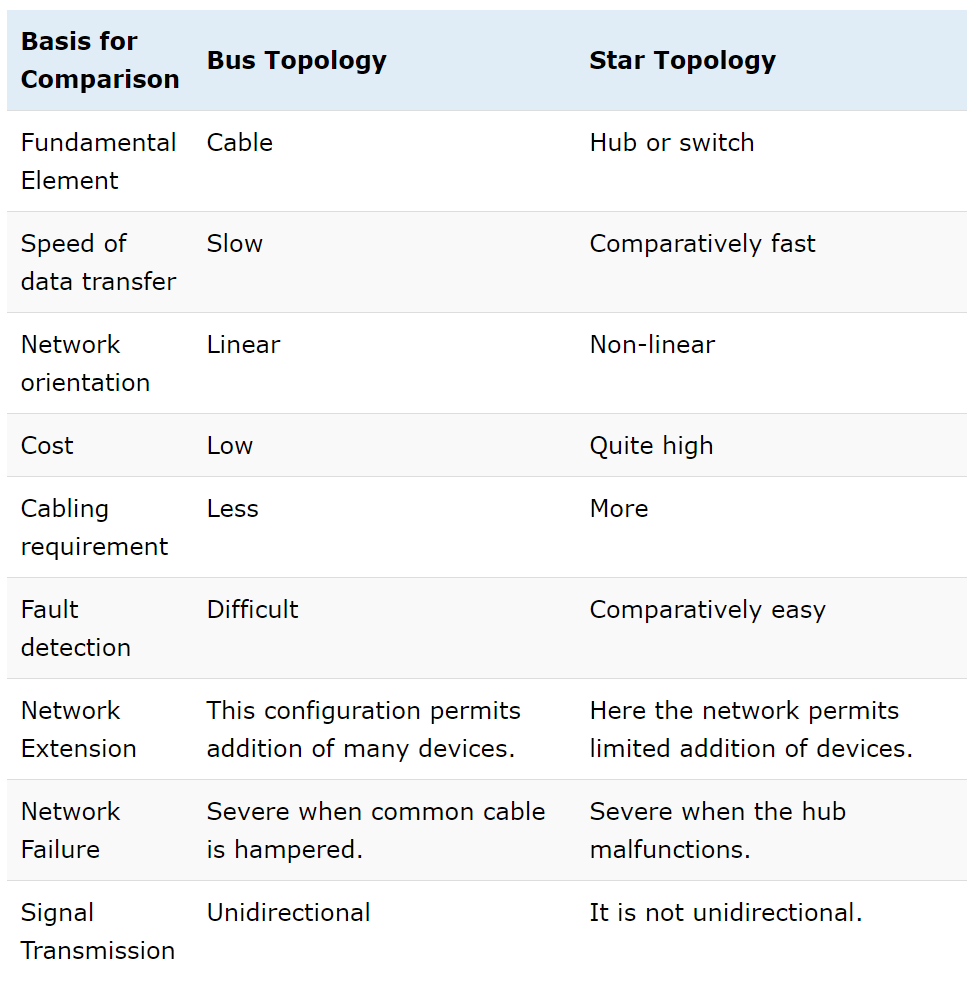 Basis for
Comparison
Bus Topology
Star Topology
Fundamental
Element
Cable
Hub or switch
Speed of
data transfer
Slow
Comparatively fast
Network
orientation
Linear
Non-linear
Cost
Low
Quite high
Cabling
requirement
Less
More
Fault
detection
Difficult
Comparatively easy
Network
Extension
This configuration permits
addition of many devices.
Here the network permits
limited addition of devices.
Network
Failure
Severe when common cable
is hampered.
Severe when the hub
malfunctions.
Signal
Transmission
Unidirectional
It is not unidirectional.